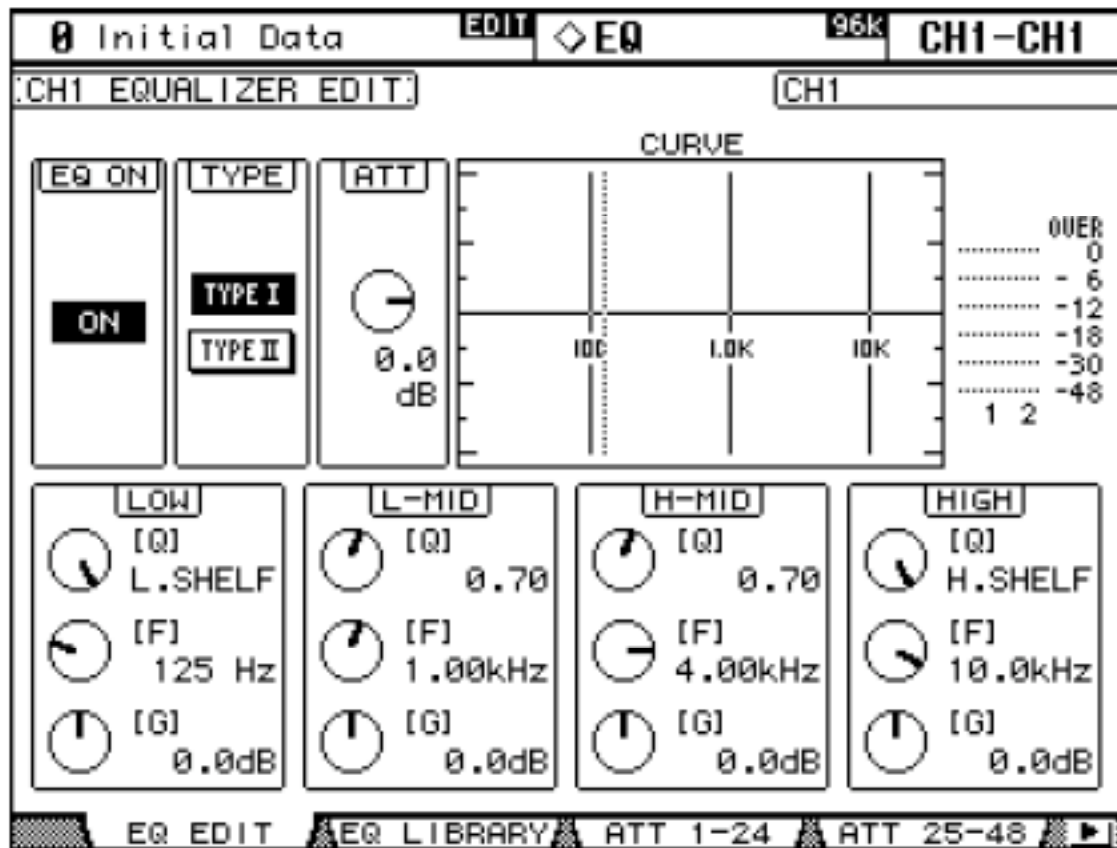 0 Initial Data EDIT ◇EQ 96K CH1-CH1
CH1 EQUALIZER EDIT CH1
CURVE
EQ ON TYPE ATT
ON
TYPE I
TYPE II
0.0
dB
100 1.0K 10K
OVER
0
- 6
-12
-18
-30
-48
1 2
LOW
[Q]
L.SHELF
[F]
125 Hz
[G]
0.0dB
L-MID
[Q]
0.70
[F]
1.00kHz
[G]
0.0dB
H-MID
[Q]
0.70
[F]
4.00kHz
[G]
0.0dB
HIGH
[Q]
H.SHELF
[F]
10.0kHz
[G]
0.0dB
EQ EDIT EQ LIBRARY ATT 1-24 ATT 25-48